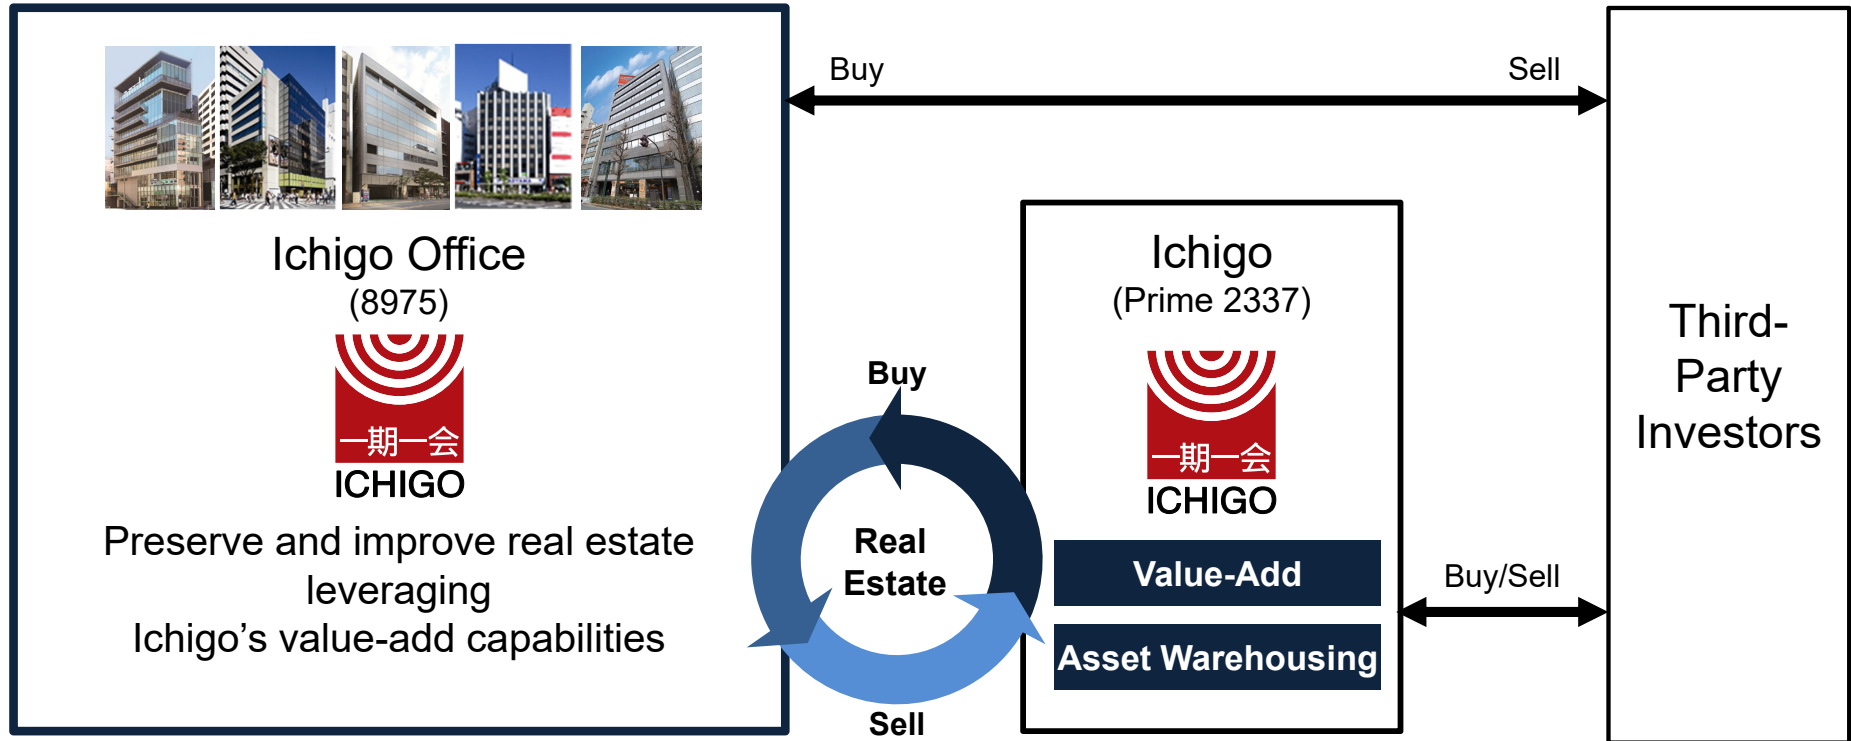 Ichigo Office
(8975)
一期一会
ICHIGO
Preserve and improve real estate
leveraging
Ichigo’s value-add capabilities
Buy
Sell
Buy
Real
Estate
Sell
Ichigo
(Prime 2337)
一期一会
ICHIGO
Value-Add
Asset Warehousing
Buy/Sell
Third-
Party
Investors